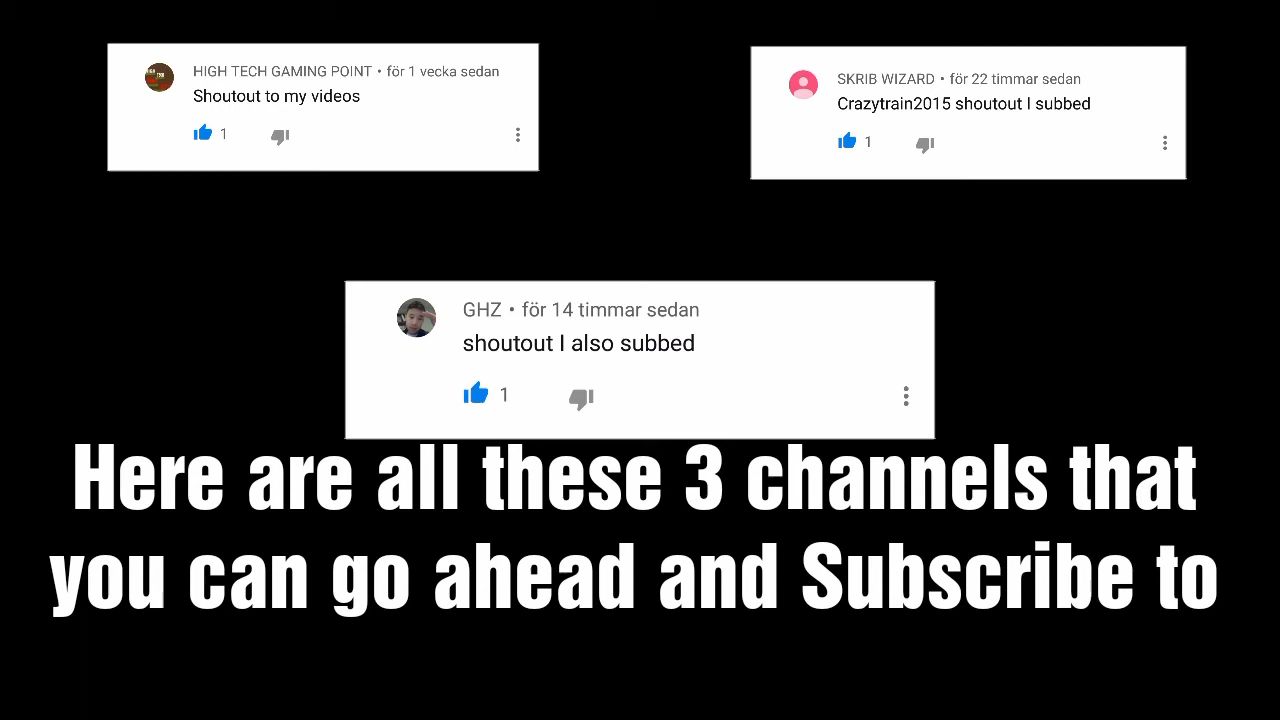 HIGH TECH GAMING POINT • för 1 vecka sedan
Shoutout to my videos
1
SKRIB WIZARD • för 22 timmar sedan
Crazytrain2015 shoutout I subbed
1
GHZ • för 14 timmar sedan
shoutout I also subbed
1
Here are all these 3 channels that
you can go ahead and Subscribe to